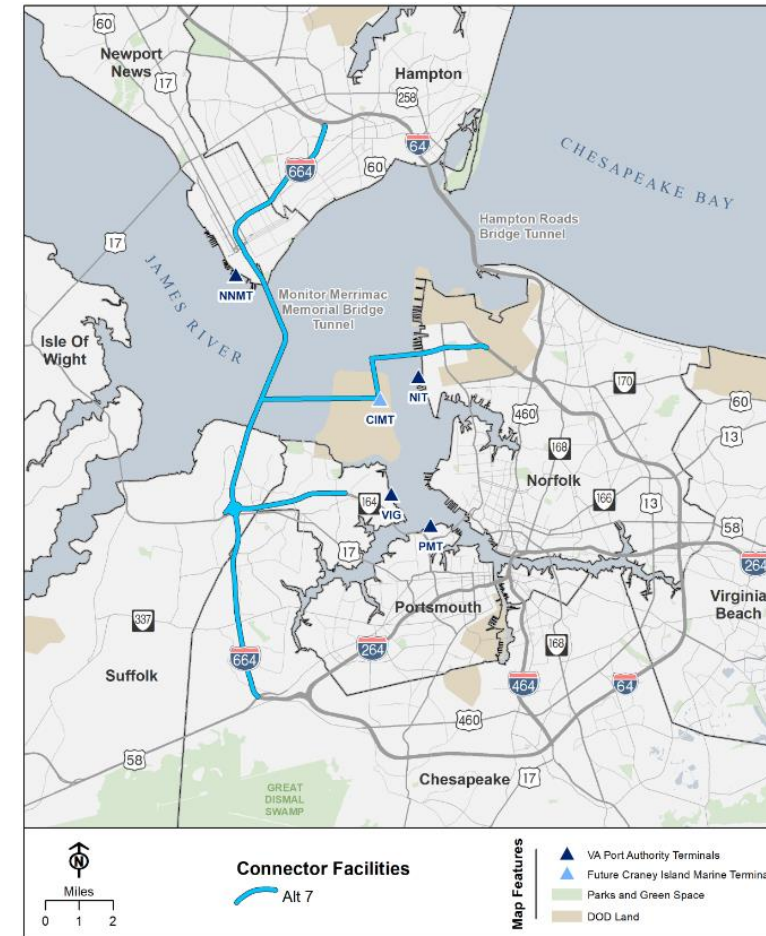 60
Newport
News
17
Hampton
258
64
664
60
CHESAPEAKE BAY
Hampton Roads
Bridge Tunnel
17
JAMES RIVER
NNMT
Monitor Merrimac
Memorial Bridge
Tunnel
Isle Of
Wight
170
NIT
CIMT
460
60
13
168
Norfolk
164
VIG
166
13
17
PMT
58
264
Virginia
Beach
Portsmouth
337
168
Suffolk
664
264
464
64
460
58
Chesapeake
17
GREAT
DISMAL
SWAMP
N
Miles
0 1 2
Connector Facilities
Alt 7
Map Features
VA Port Authority Terminals
Future Craney Island Marine Termina
Parks and Green Space
DOD Land